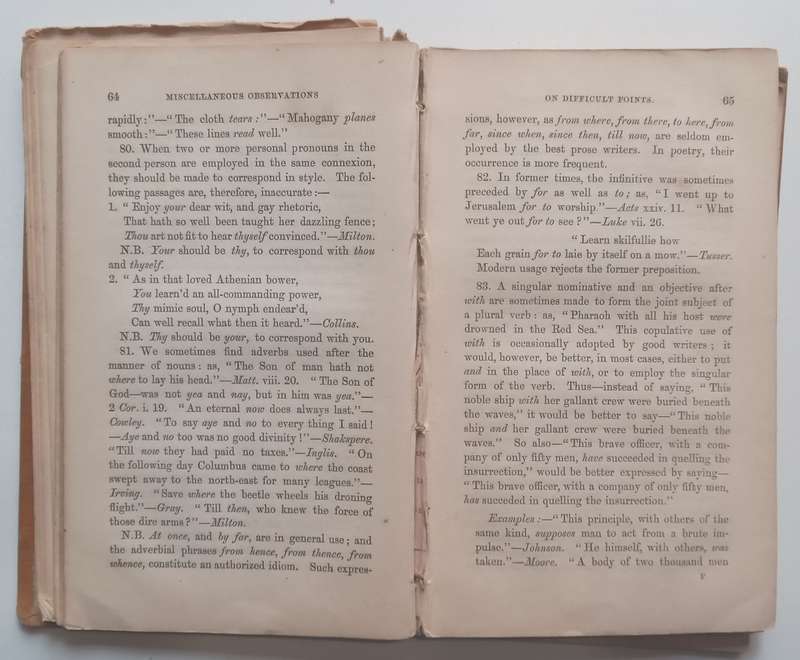 64 MISCELLANEOUS OBSERVATIONS
rapidly:”—“The cloth tears:”—“Mahogany planes
smooth:”—“These lines read well.”
80. When two or more personal pronouns in the
second person are employed in the same connexion,
they should be made to correspond in style. The fol-
lowing passages are, therefore, inaccurate:—
1. “Enjoy your dear wit, and gay rhetoric,
That hath so well been taught her dazzling fence;
Thou art not fit to hear thyself convinced.”—Milton.
N.B. Your should be thy, to correspond with thou
and thyself.
2. “As in that loved Athenian bower,
You learn’d an all-commanding power,
Thy mimic soul, O nymph endear’d,
Can well recall what then it heard.”—Collins.
N.B. Thy should be your, to correspond with you.
81. We sometimes find adverbs used after the
manner of nouns: as, “The Son of man hath not
where to lay his head.”—Matt. viii. 20. “The Son of
God—was not yea and nay, but in him was yea.”—
2 Cor. i. 19. “An eternal now does always last.”—
Cowley. “To say aye and no to every thing I said!
—Aye and no too was no good divinity!”—Shakspere.
“Till now they had paid no taxes.”—Inglis. “On
the following day Columbus came to where the coast
swept away to the north-east for many leagues.”—
Irving. “Save where the beetle wheels his droning
flight.”—Gray. “Till then, who knew the force of
those dire arms?”—Milton.
N.B. At once, and by far, are in general use; and
the adverbial phrases from hence, from thence, from
whence, constitute an authorized idiom. Such expres-
ON DIFFICULT POINTS. 65
sions, however, as from where, from there, to here, from
far, since when, since then, till now, are seldom em-
ployed by the best prose writers. In poetry, their
occurrence is more frequent.
82. In former times, the infinitive was sometimes
preceded by for as well as to; as, “I went up to
Jerusalem for to worship.”—Acts xxiv. 11. “What
went ye out for to see?”—Luke vii. 26.
“Learn skilfullie how
Each grain for to laie by itself on a mow.”—Tusser.
Modern usage rejects the former preposition.
83. A singular nominative and an objective after
with are sometimes made to form the joint subject of
a plural verb: as, “Pharaoh with all his host were
drowned in the Red Sea.” This copulative use of
with is occasionally adopted by good writers; it
would, however, be better, in most cases, either to put
and in the place of with, or to employ the singular
form of the verb. Thus—instead of saying, “This
noble ship with her gallant crew were buried beneath
the waves,” it would be better to say—“This noble
ship and her gallant crew were buried beneath the
waves.” So also—“This brave officer, with a com-
pany of only fifty men, have succeeded in quelling the
insurrection,” would be better expressed by saying—
“This brave officer, with a company of only fifty men,
has succeded in quelling the insurrection.”
Examples:—“This principle, with others of the
same kind, supposes man to act from a brute im-
pulse.”—Johnson. “He himself, with others, was
taken.”—Moore. “A body of two thousand men
F